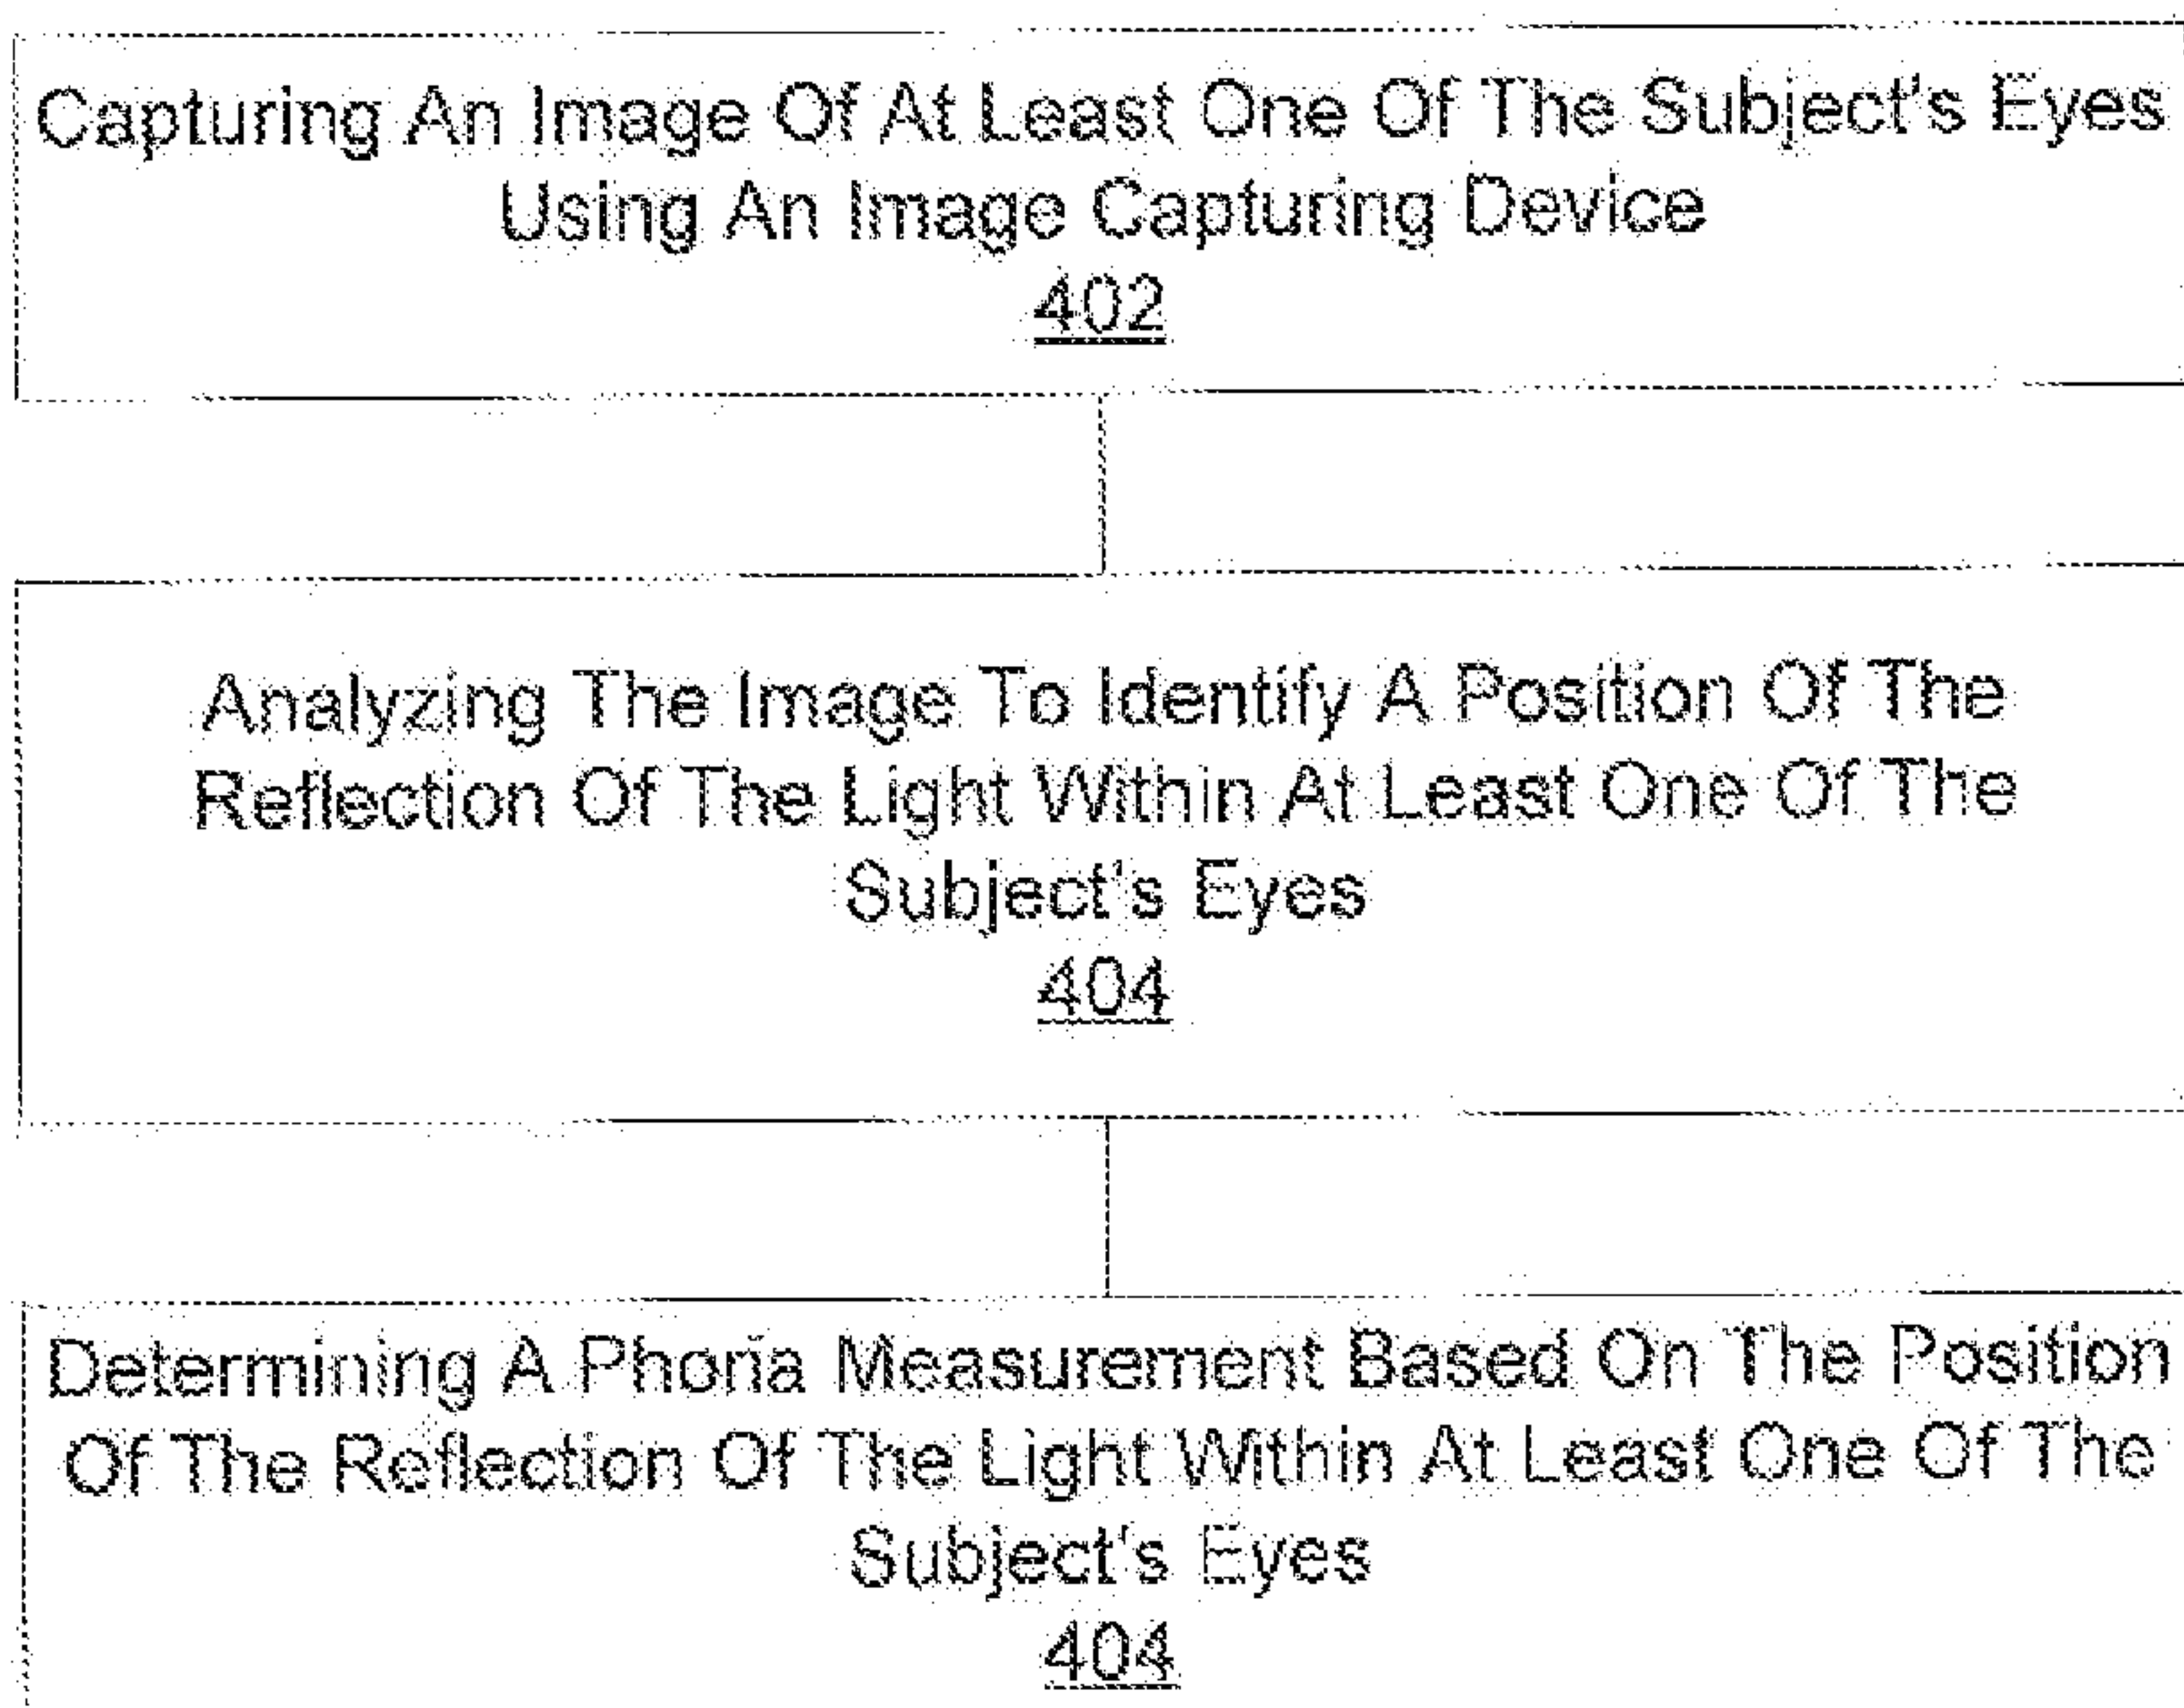 Capturing An Image Of At Least One Of The Subject's Eyes
Using An Image Capturing Device
402
Analyzing The Image To Identify A Position Of The
Reflection Of The Light Within At Least One Of The
Subject's Eyes
404
Determining A Phoria Measurement Based On The Position
Of The Reflection Of The Light Within At Least One Of The
Subject's Eyes
404